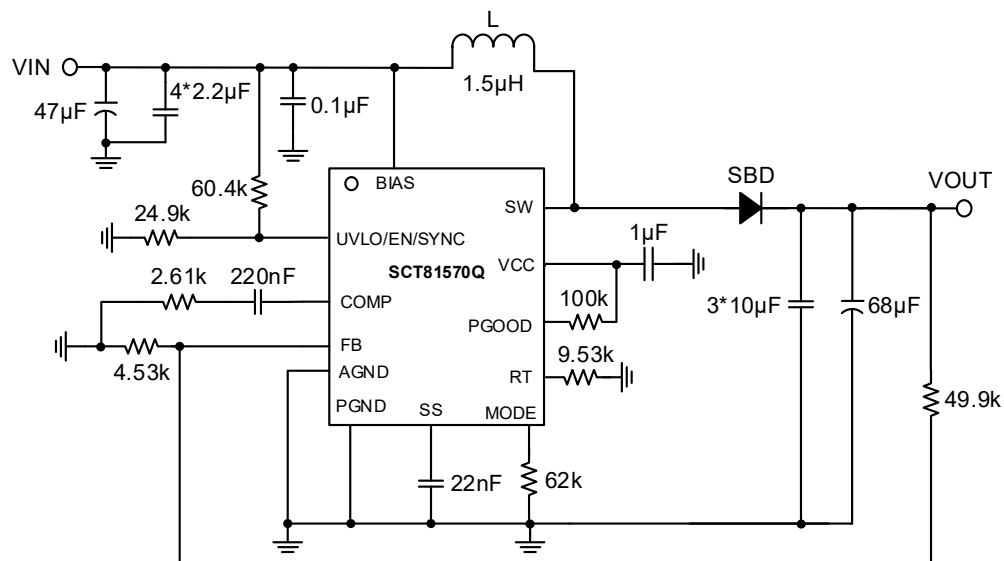 L
VIN
1.5µH
47µF
4*2.2µF
0.1µF
60.4k
BIAS
SBD
VOUT
SW
24.9k
UVLO/EN/SYNC
1µF
VCC
SCT81570Q
2.61k
220nF
COMP
100k
3*10µF
68µF
PGOOD
FB
9.53k
4.53k
AGND
RT
49.9k
PGND
SS
MODE
22nF
62k